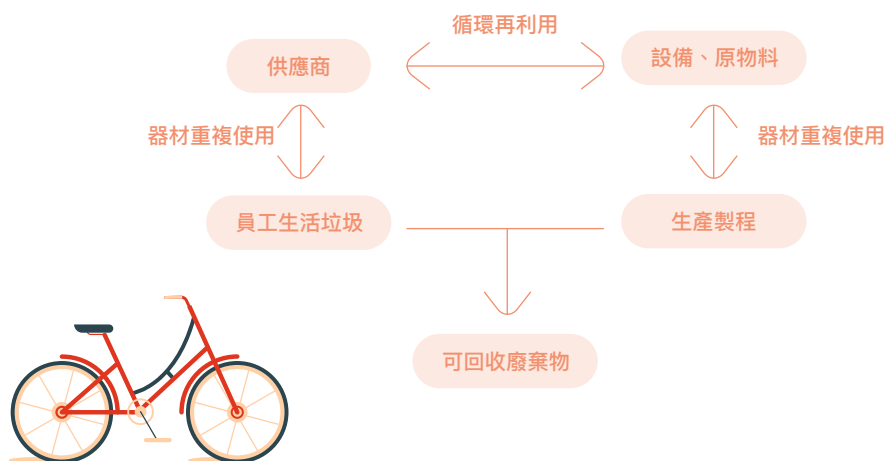 循環再利用
供應商
設備、原物料
器材重複使用
器材重複使用
員工生活垃圾
生產製程
可回收廢棄物